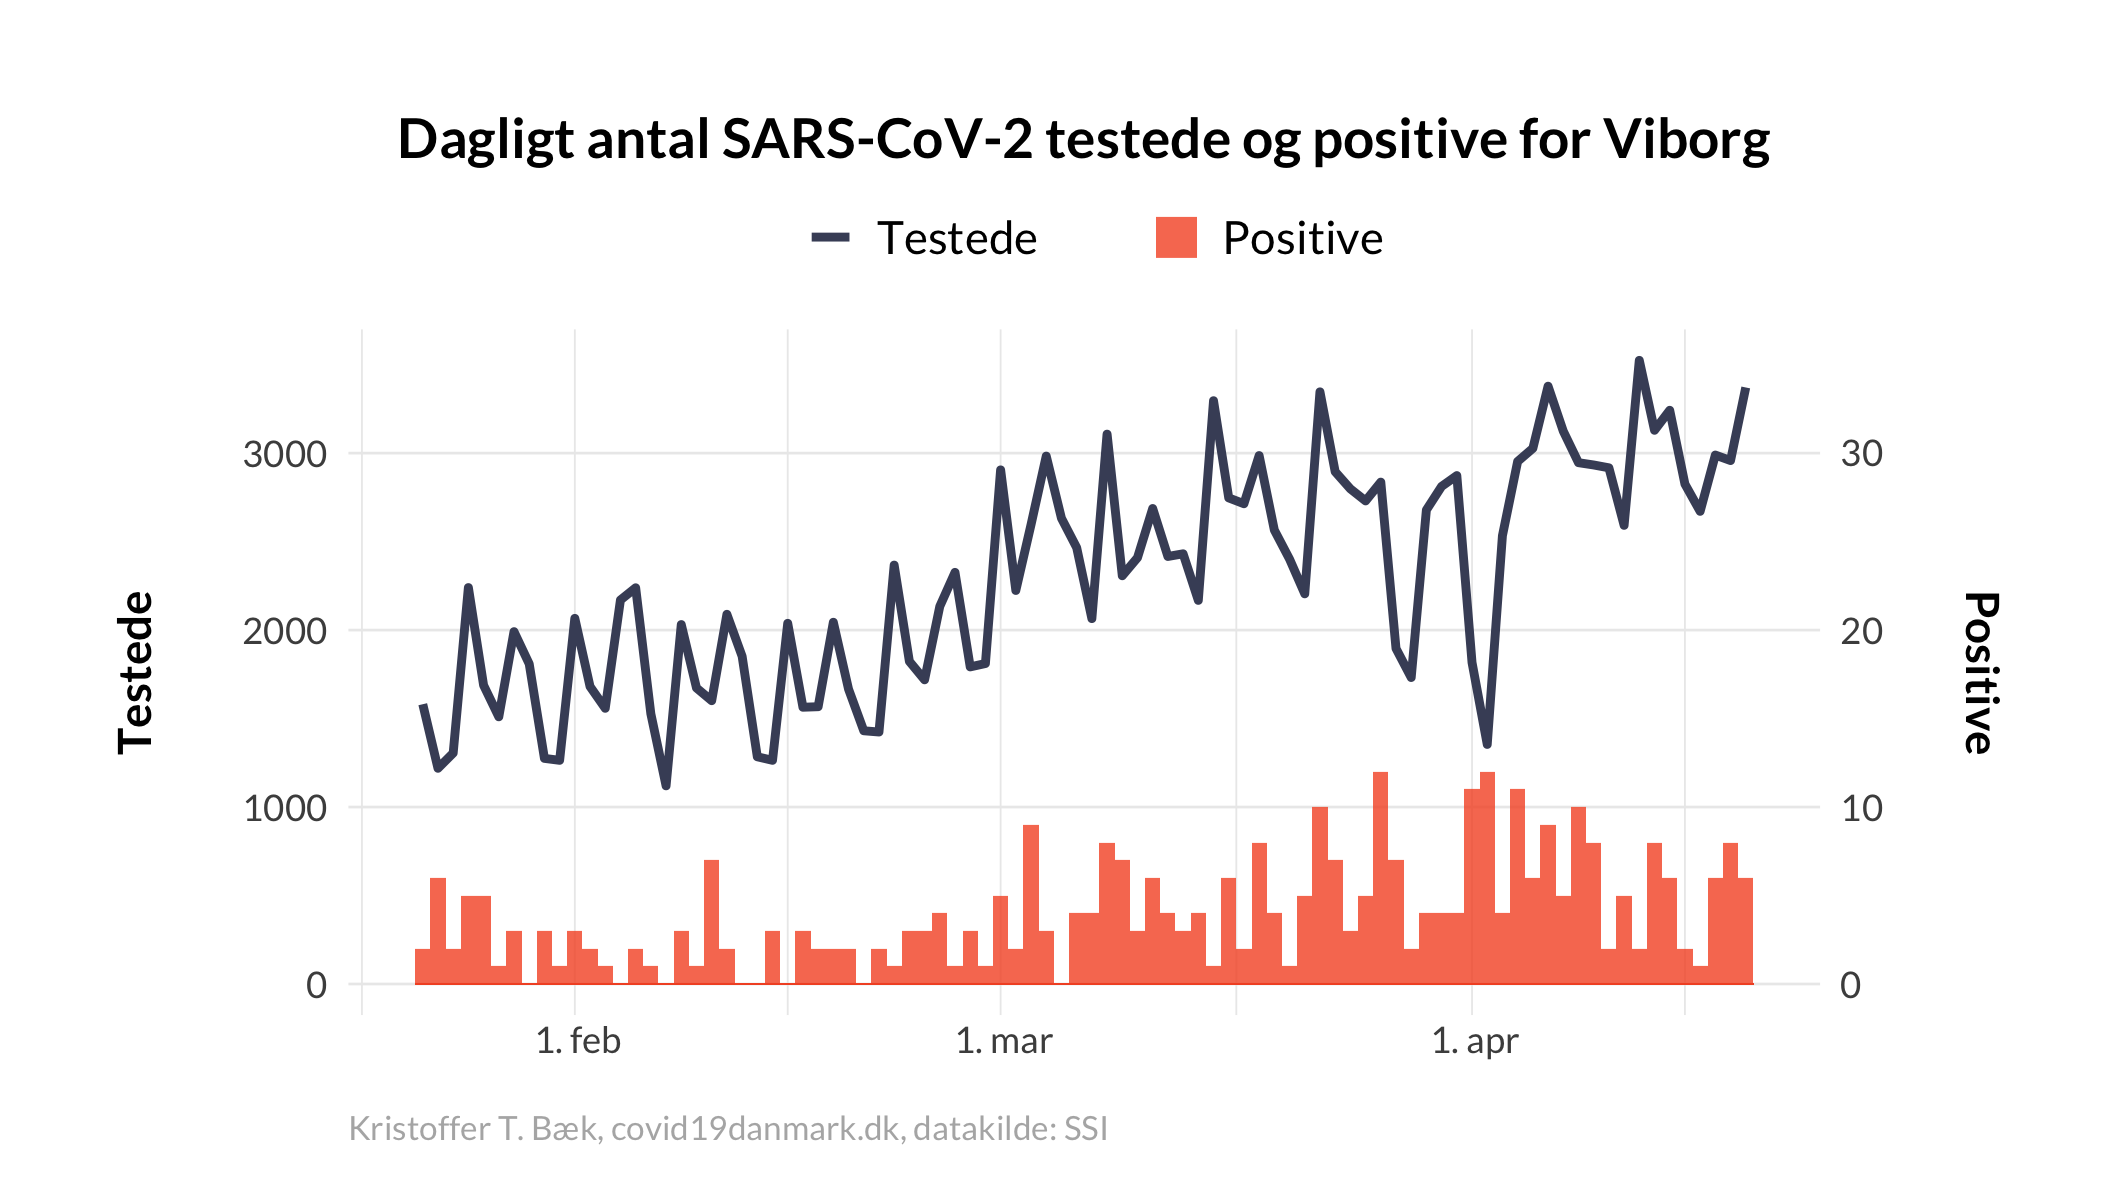 Dagligt antal SARS-CoV-2 testede og positive for Viborg
Testede
Positive
3000
2000
1000
0
30
20
10
0
Testede
Positive
1. feb
1. mar
1. apr
Kristoffer T. Bæk, covid19danmark.dk, datakilde: SSI